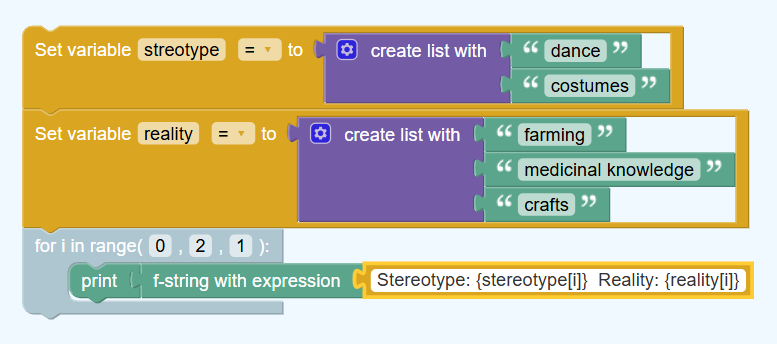 Set variable streotype = to create list with “ dance ”
“ costumes ”
Set variable reality = to create list with “ farming ”
“ medicinal knowledge ”
“ crafts ”
for i in range( 0 , 2 , 1 ):
print f-string with expression Stereotype: {stereotype[i]}  Reality: {reality[i]}